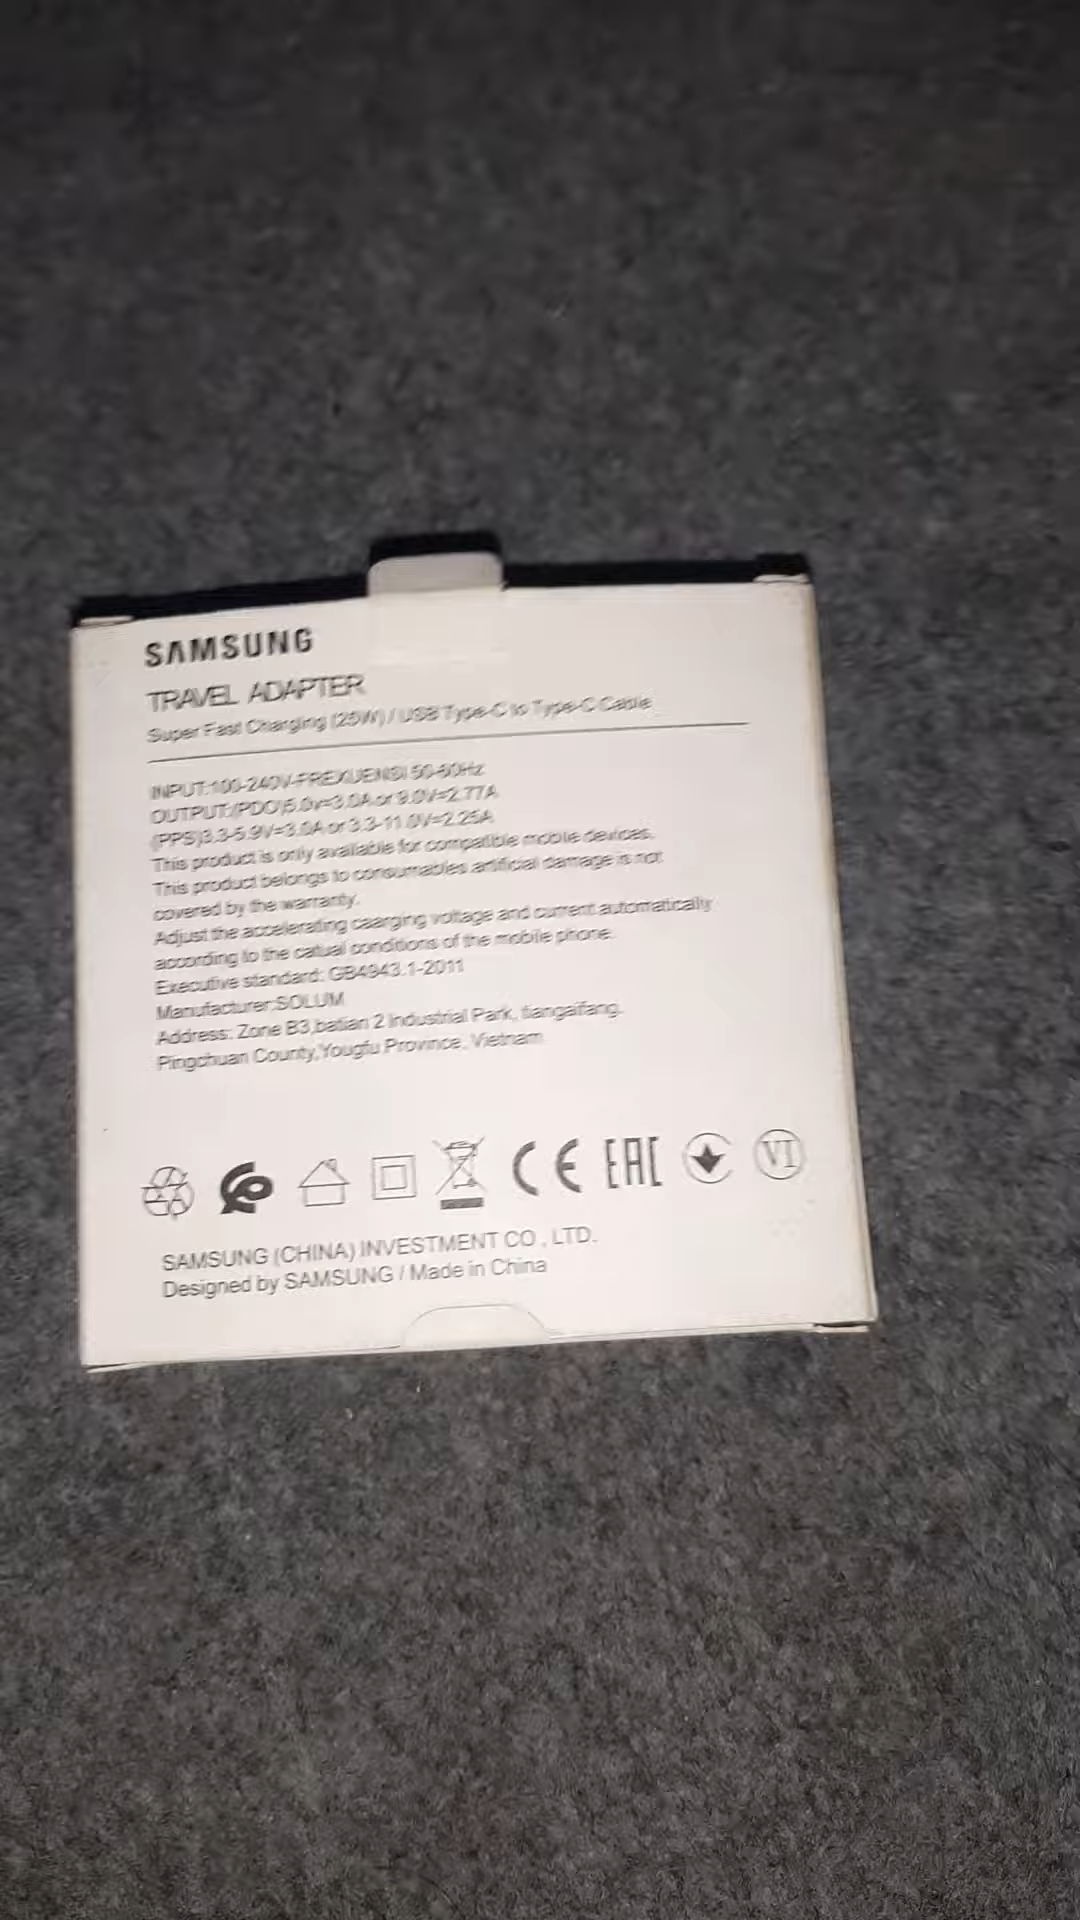 SAMSUNG
TRAVEL ADAPTER
Super Fast Charging (25W) / USB Type-C to Type-C Cable
INPUT:100-240V-FREXUENSI 50-60Hz
OUTPUT:(PDO)5.0v=3.0A or 9.0V=2.77A
(PPS)3.3-5.9V=3.0A or 3.3-11.0V=2.25A
This product is only available for compatible mobile devices.
This product belongs to consumables.artificial damage is not
covered by the warranty.
Adjust the accelerating caarging voltage and current automatically
according to the catual conditions of the mobile phone.
Executive standard: GB4943.1-2011
Manufacturer:SOLUM
Address: Zone B3,batian 2 Industrial Park, tiangaifang,
Pingchuan County,Yougfu Province, Vietnam
CE EAC VI
SAMSUNG (CHINA) INVESTMENT CO., LTD.
Designed by SAMSUNG / Made in China